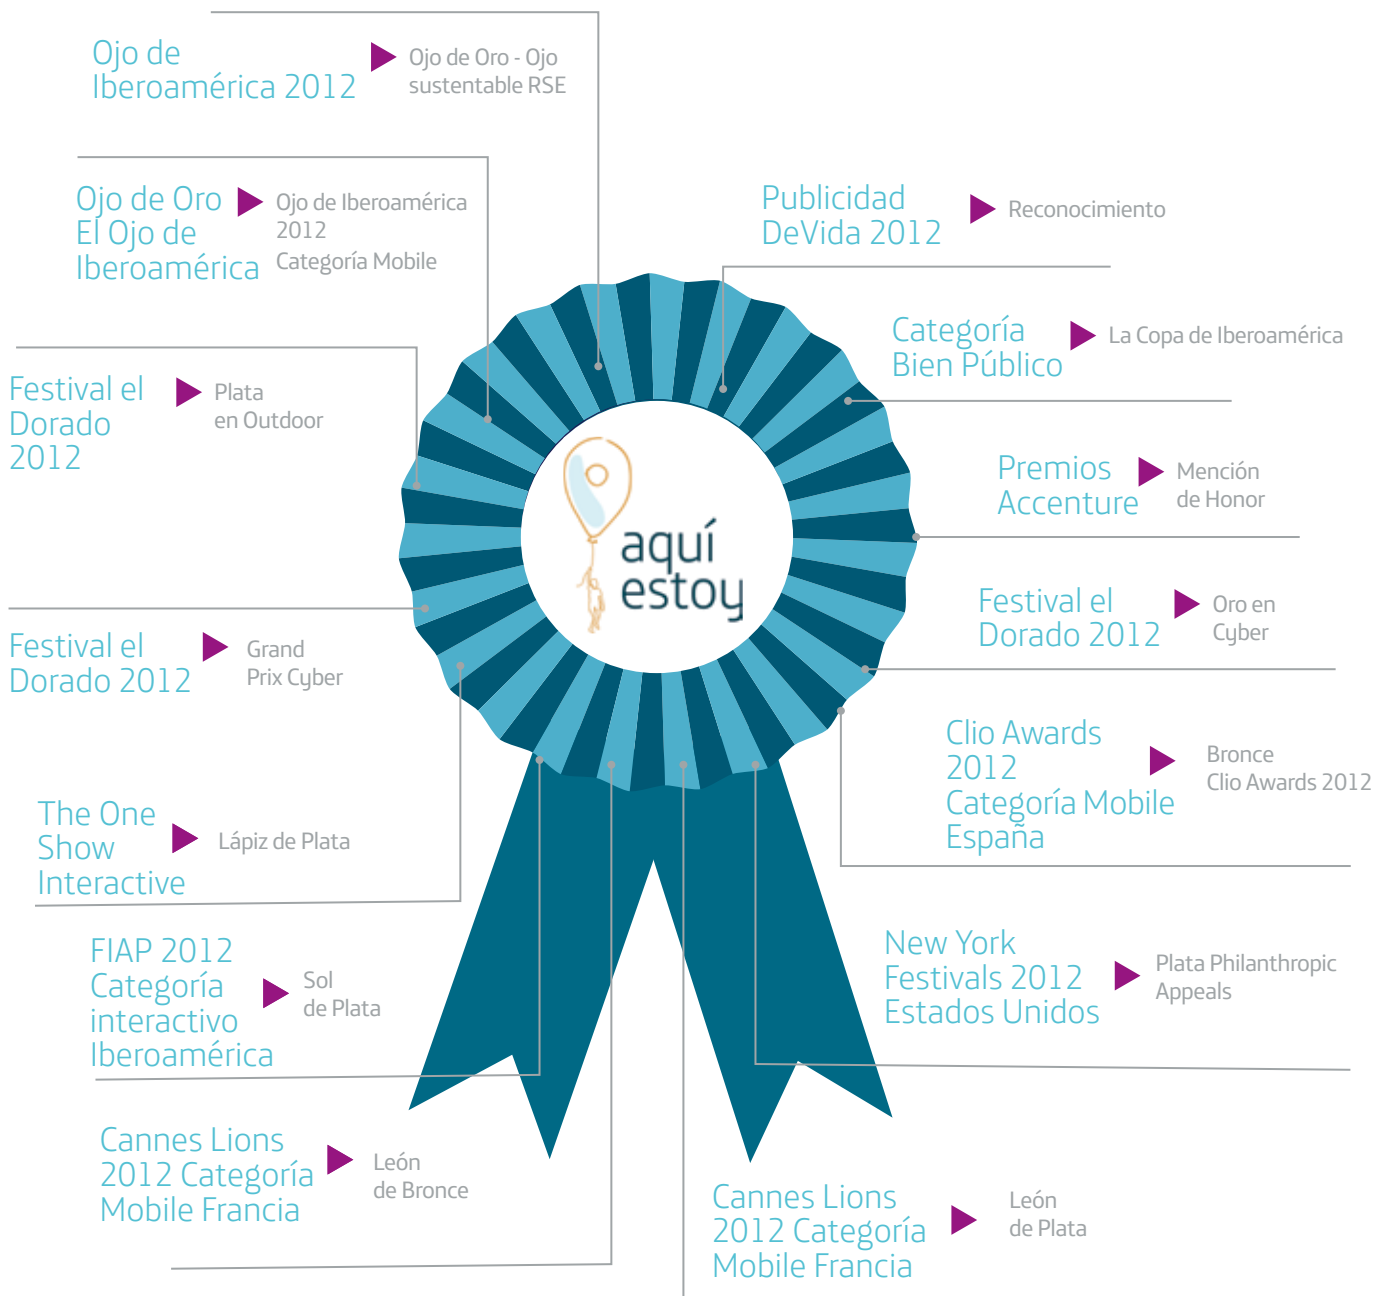 Ojo de
Iberoamérica 2012
Ojo de Oro - Ojo
sustentable RSE
Ojo de Oro
El Ojo de
Iberoamérica
Ojo de Iberoamérica
2012
Categoría Mobile
Festival el
Dorado
2012
Plata
en Outdoor
Festival el
Dorado 2012
Grand
Prix Cyber
The One
Show
Interactive
Lápiz de Plata
FIAP 2012
Categoría
interactivo
Iberoamérica
Sol
de Plata
Cannes Lions
2012 Categoría
Mobile Francia
León
de Bronce
aquí
estoy
Publicidad
DeVida 2012
Reconocimiento
Categoría
Bien Público
La Copa de Iberoamérica
Premios
Accenture
Mención
de Honor
Festival el
Dorado 2012
Oro en
Cyber
Clio Awards
2012
Categoría Mobile
España
Bronce
Clio Awards 2012
New York
Festivals 2012
Estados Unidos
Plata Philanthropic
Appeals
Cannes Lions
2012 Categoría
Mobile Francia
León
de Plata